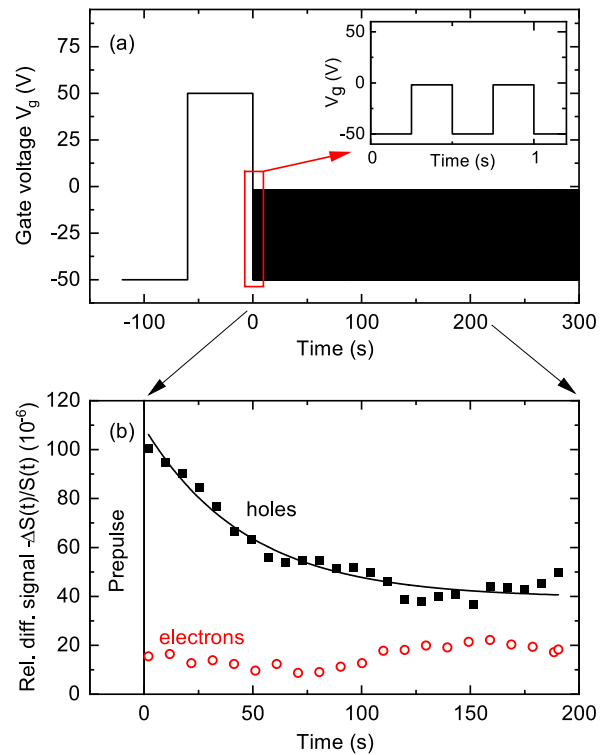 (a)
Gate voltage Vg (V)
75
50
25
0
-25
-50
-100
0
100
200
300
Time (s)
Vg (V)
50
0
-50
0
1
Time (s)
(b)
Rel. diff. signal -ΔS(t)/S(t) (10-6)
120
100
80
60
40
20
0
Prepulse
holes
electrons
0
50
100
150
200
Time (s)